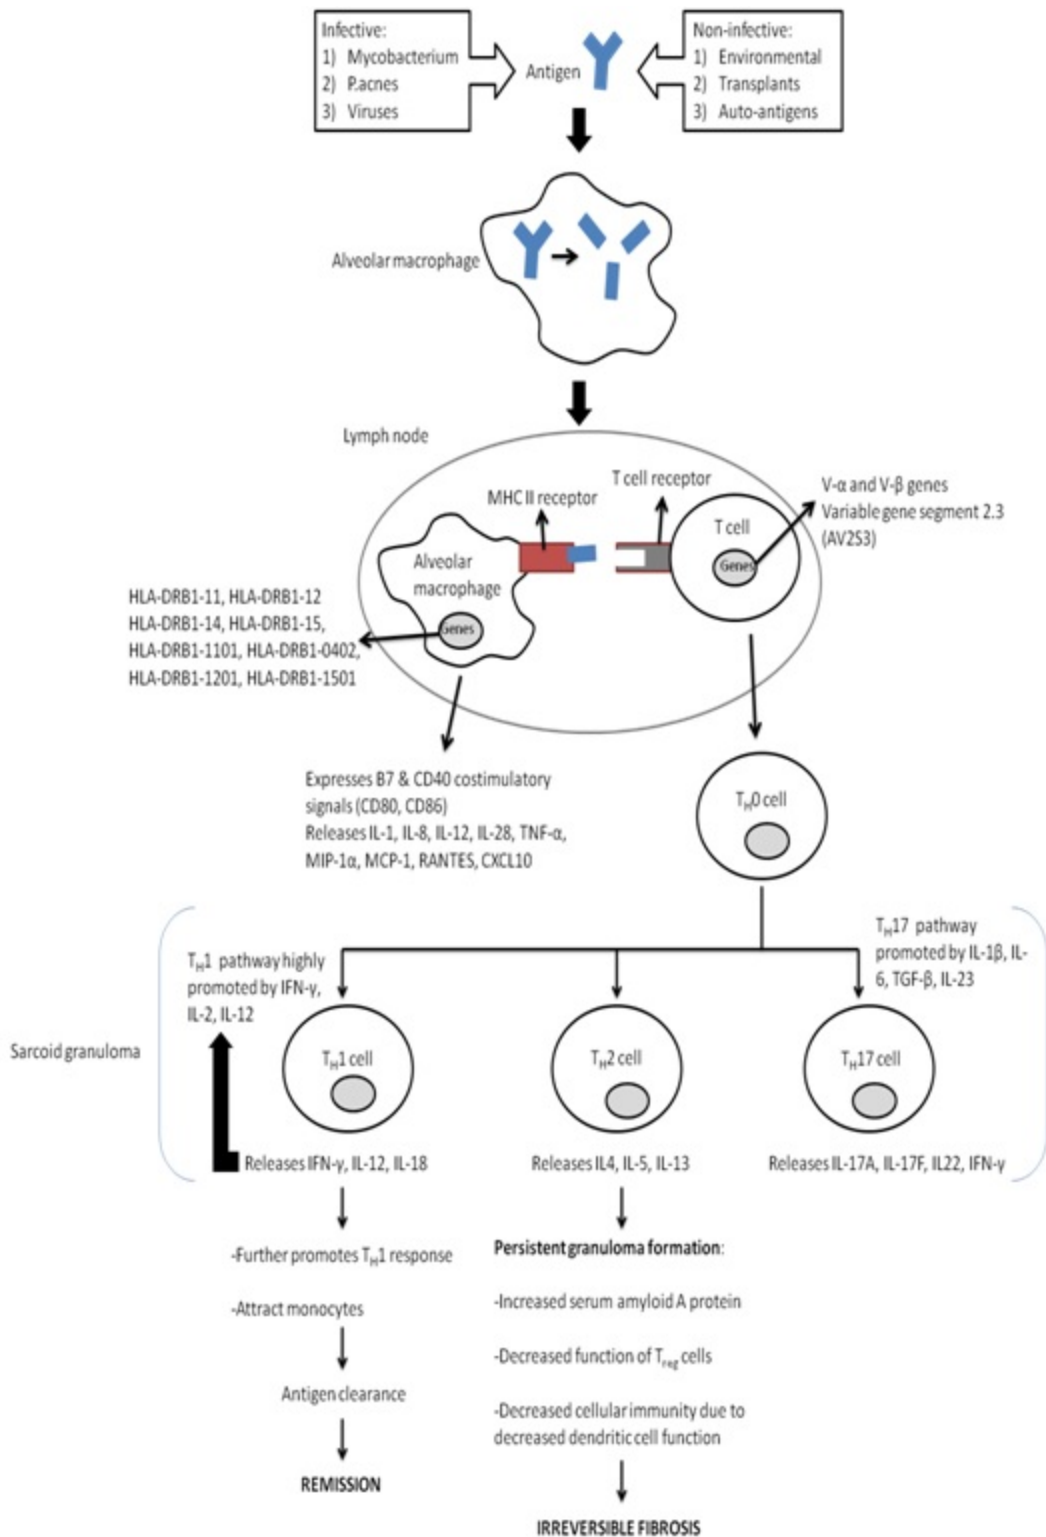 Infective:
1) Mycobacterium
2) P.acnes
3) Viruses
Antigen
Non-infective:
1) Environmental
2) Transplants
3) Auto-antigens
Alveolar macrophage
Lymph node
MHC II receptor
T cell receptor
V-α and V-β genes
Variable gene segment 2.3
(AV2S3)
T cell
Genes
Alveolar
macrophage
Genes
HLA-DRB1-11, HLA-DRB1-12
HLA-DRB1-14, HLA-DRB1-15,
HLA-DRB1-1101, HLA-DRB1-0402,
HLA-DRB1-1201, HLA-DRB1-1501
Expresses B7 & CD40 costimulatory
signals (CD80, CD86)
Releases IL-1, IL-8, IL-12, IL-28, TNF-α,
MIP-1α, MCP-1, RANTES, CXCL10
TH0 cell
TH1 pathway highly
promoted by IFN-γ,
IL-2, IL-12
TH17 pathway
promoted by IL-1β, IL-
6, TGF-β, IL-23
Sarcoid granuloma
TH1 cell
TH2 cell
TH17 cell
Releases IFN-γ, IL-12, IL-18
Releases IL4, IL-5, IL-13
Releases IL-17A, IL-17F, IL22, IFN-γ
-Further promotes TH1 response
-Attract monocytes
Antigen clearance
REMISSION
Persistent granuloma formation:
-Increased serum amyloid A protein
-Decreased function of Treg cells
-Decreased cellular immunity due to
decreased dendritic cell function
IRREVERSIBLE FIBROSIS